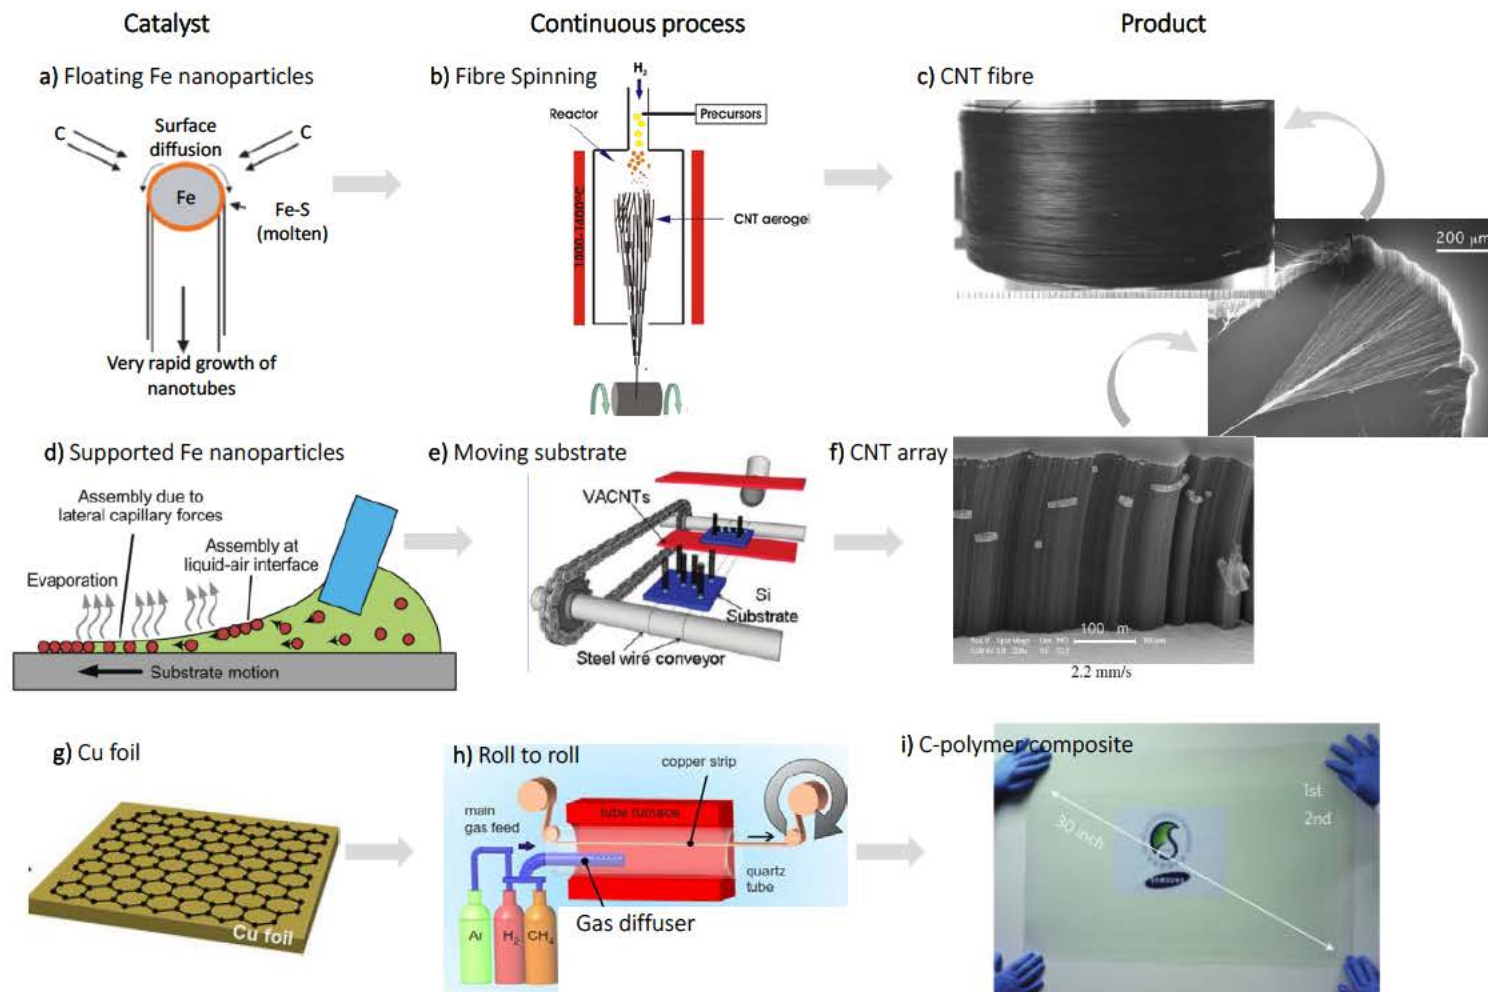 Catalyst
Continuous process
Product
a) Floating Fe nanoparticles
C
Surface
diffusion
C
Fe
Fe-S
(molten)
Very rapid growth of
nanotubes
b) Fibre Spinning
H₂
Reactor
Precursors
CNT aerogel
c) CNT fibre
200 μm
d) Supported Fe nanoparticles
Assembly due to
lateral capillary forces
Assembly at
liquid-air interface
Evaporation
Substrate motion
e) Moving substrate
VACNTs
Si
Substrate
Steel wire conveyor
f) CNT array
100 m
2.2 mm/s
g) Cu foil
Cu foil
h) Roll to roll
copper strip
main
gas feed
tube furnace
quartz
tube
Gas diffuser
Ar
H₂
CH₄
i) C-polymer composite
1st
2nd
30 inch
SAMSUNG